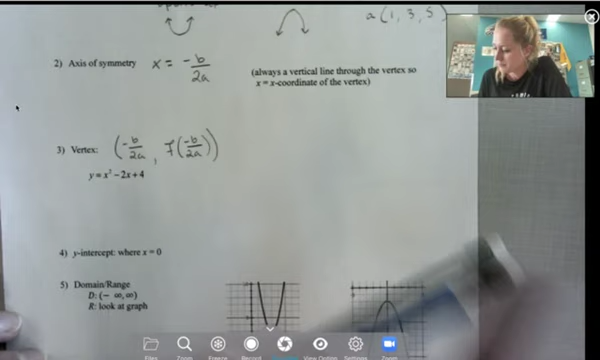 a(1, 3, 5)
2) Axis of symmetry x = -b/2a
(always a vertical line through the vertex so
x = x-coordinate of the vertex)
3) Vertex: (-b/2a, f(-b/2a))
y = x² – 2x + 4
4) y-intercept: where x = 0
5) Domain/Range
D: (– ∞, ∞)
R: look at graph
Files Zoom Freeze Record View Option Settings Zoom